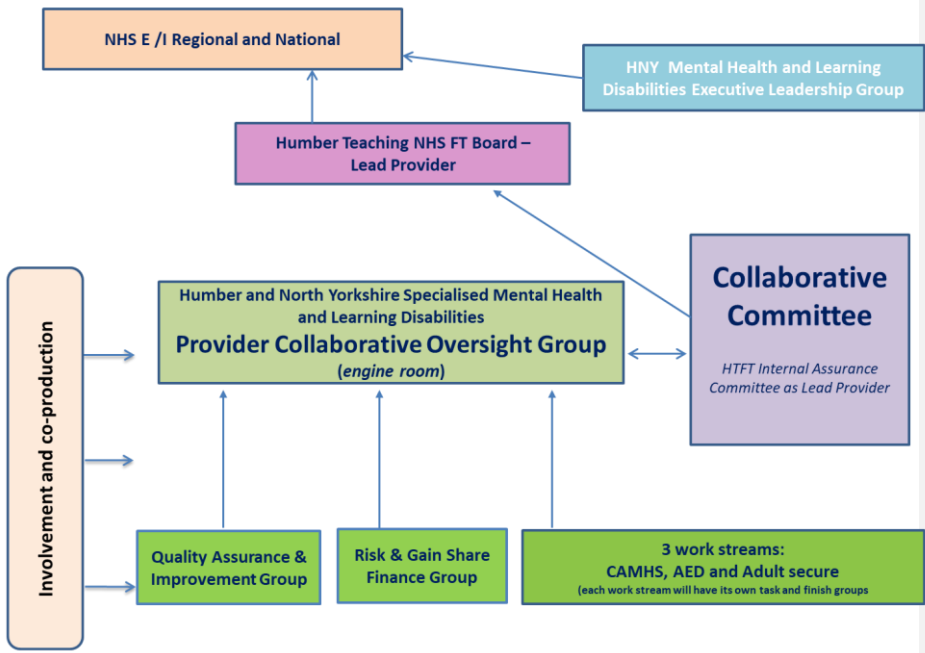 NHS E /I Regional and National
HNY Mental Health and Learning
Disabilities Executive Leadership Group
Humber Teaching NHS FT Board –
Lead Provider
Collaborative
Committee
HTFT Internal Assurance
Committee as Lead Provider
Humber and North Yorkshire Specialised Mental Health
and Learning Disabilities
Provider Collaborative Oversight Group
(engine room)
Involvement and co-production
Quality Assurance &
Improvement Group
Risk & Gain Share
Finance Group
3 work streams:
CAMHS, AED and Adult secure
(each work stream will have its own task and finish groups